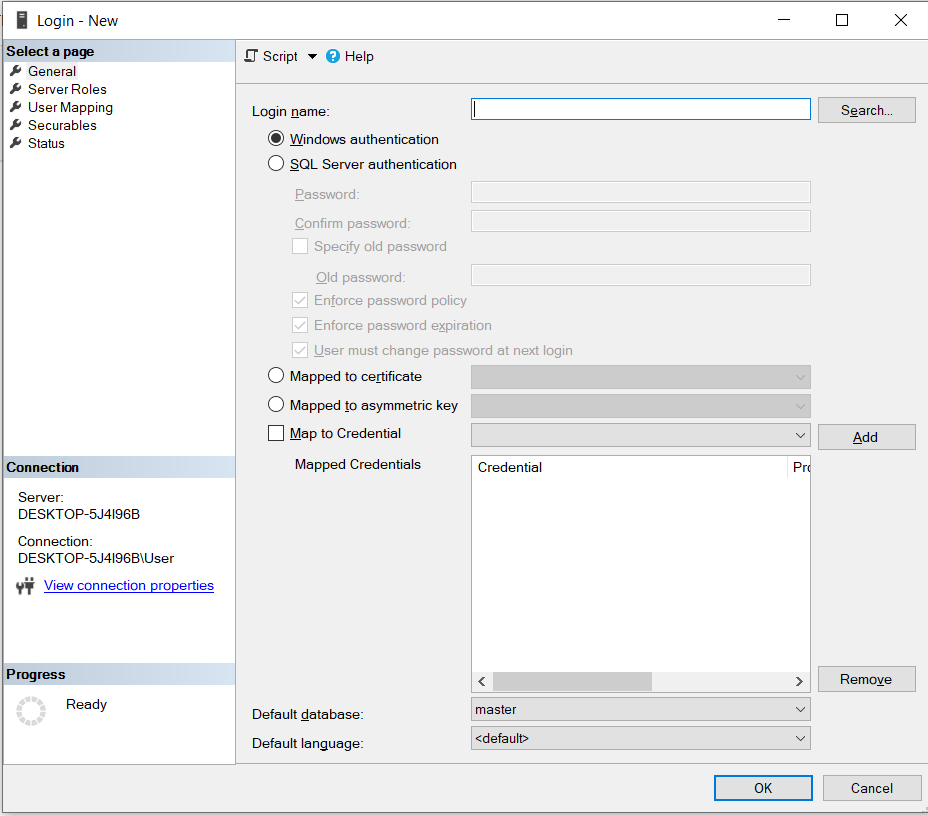 Login - New
Select a page
General
Server Roles
User Mapping
Securables
Status
Connection
Server:
DESKTOP-5J4I96B
Connection:
DESKTOP-5J4I96B\User
View connection properties
Progress
Ready
Script
Help
Login name:
Search...
Windows authentication
SQL Server authentication
Password:
Confirm password:
Specify old password
Old password:
Enforce password policy
Enforce password expiration
User must change password at next login
Mapped to certificate
Mapped to asymmetric key
Map to Credential
Add
Mapped Credentials
Credential
Remove
Default database:
master
Default language:
<default>
OK
Cancel